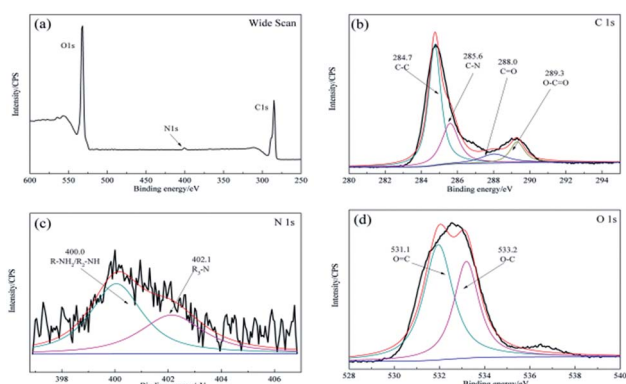 (a)
Wide Scan
O1s
N1s
C1s
Intensity/CPS
600 550 500 450 400 350 300 250
Binding energy/eV
(b)
C 1s
284.7
C-C
285.6
C-N
288.0
C=O
289.3
O-C=O
Intensity/CPS
280 282 284 286 288 290 292 294
Binding energy/eV
(c)
N 1s
400.0
R-NH2/R2-NH
402.1
R3-N
Intensity/CPS
398 400 402 404 406
(d)
O 1s
531.1
O=C
533.2
O-C
Intensity/CPS
528 530 532 534 536 538 540